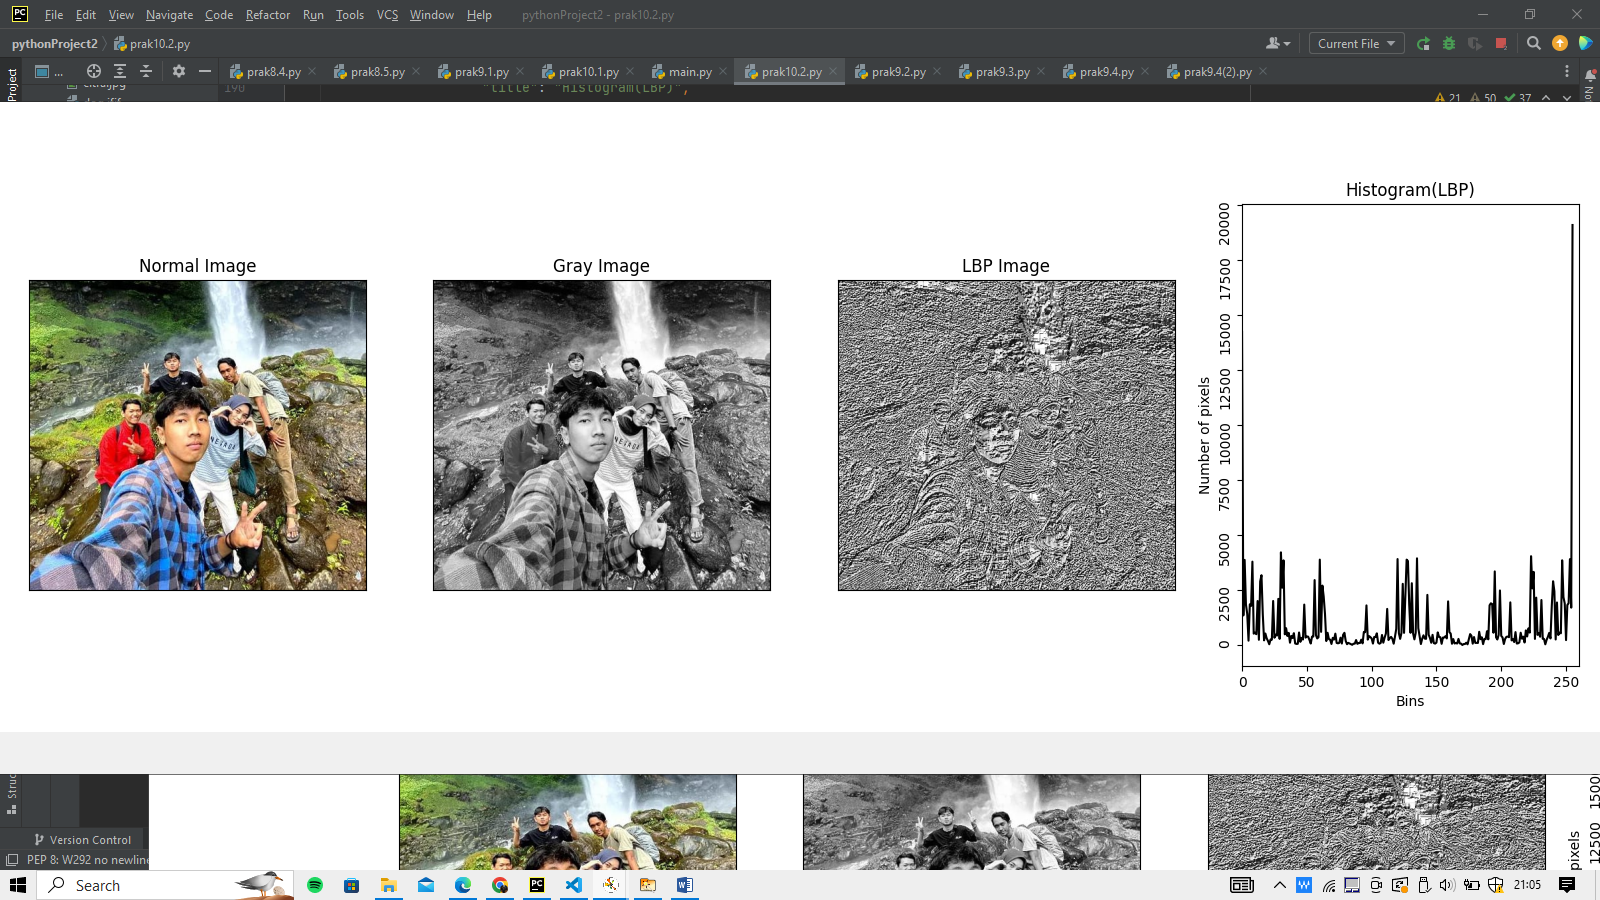 PC File Edit View Navigate Code Refactor Run Tools VCS Window Help pythonProject2 - prak10.2.py
pythonProject2 prak10.2.py Current File
Project ... prak8.4.py prak8.5.py prak9.1.py prak10.1.py main.py prak10.2.py prak9.2.py prak9.3.py prak9.4.py prak9.4(2).py
190 "title": "Histogram(LBP)", 21 50 37
Normal Image
Gray Image
LBP Image
Histogram(LBP)
Number of pixels
20000
17500
15000
12500
10000
7500
5000
2500
0
0 50 100 150 200 250
Bins
Struc
Version Control
PEP 8: W292 no newline
pixels
12500
1500
Search
PC
W
21:05